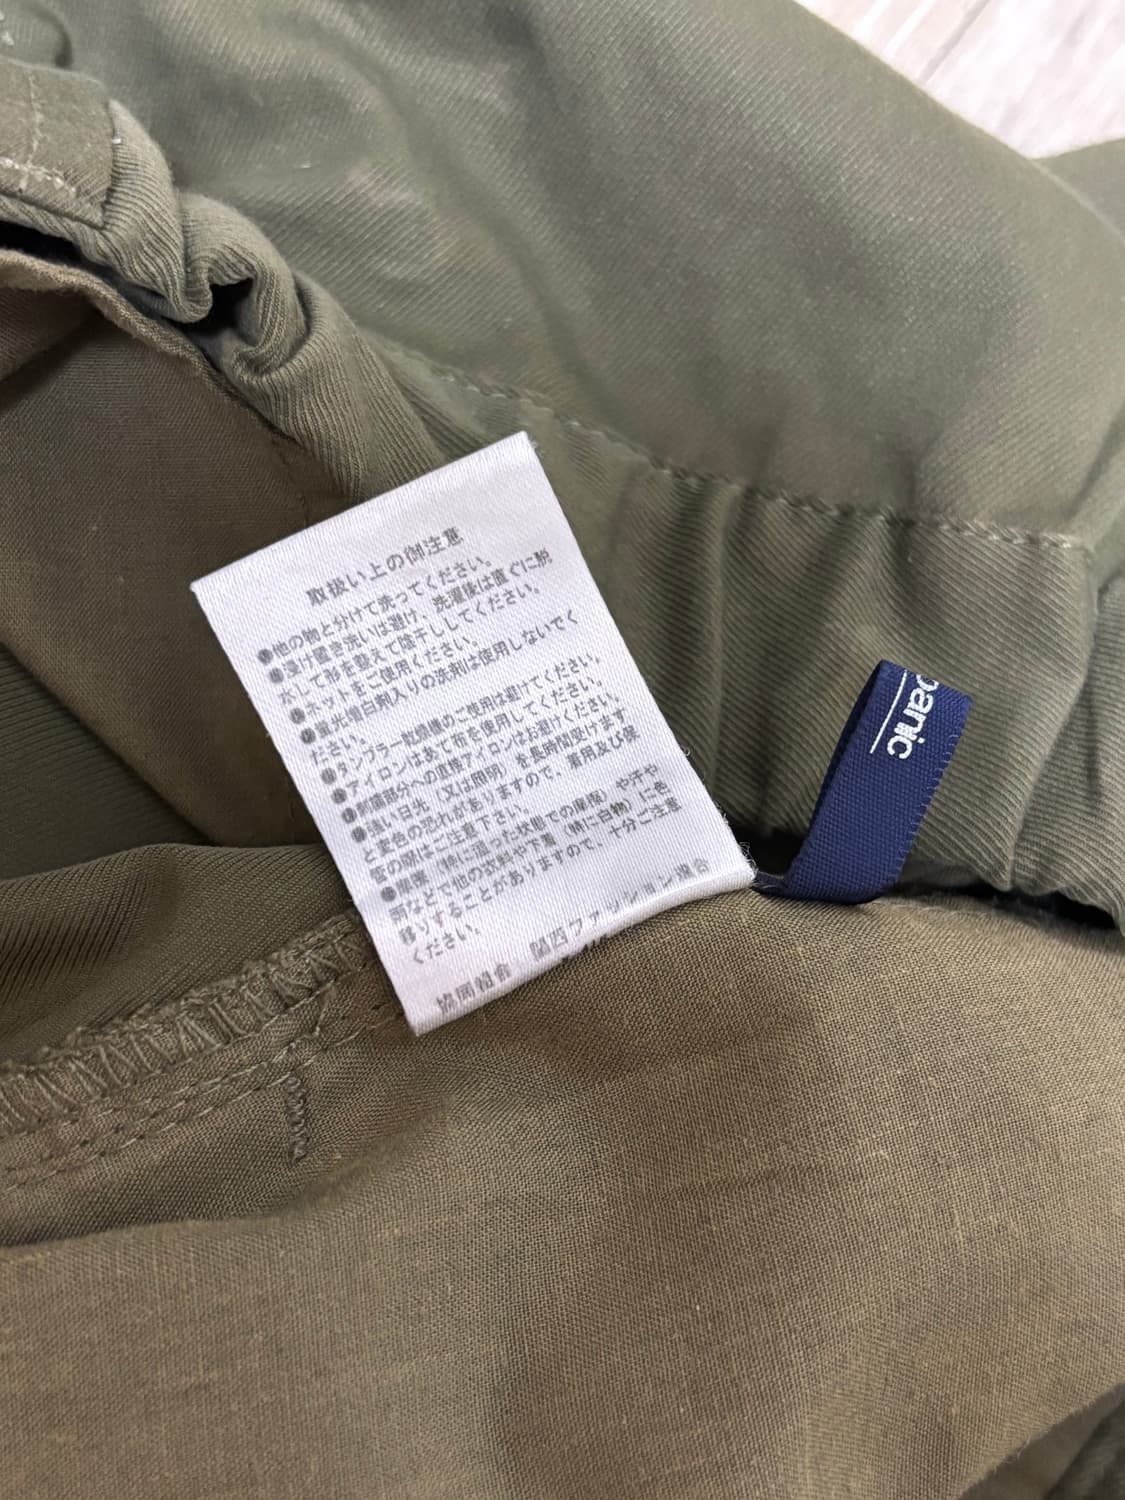 取扱い上の御注意
●他の物と分けて洗ってください。
●浸け置き洗いは避け、洗濯後は直ぐに脱
水して形を整えて陰干ししてください。
●ネットをご使用ください。
●蛍光増白剤入りの洗剤は使用しないでく
ださい。
●タンブラー乾燥機のご使用は避けてください。
●アイロンはあて布を使用してください。
●刺繍部分への直接アイロンはお避けください。
●強い日光(又は照明)を長時間受けます
と変色の恐れがありますので、着用及び保
管の際はご注意下さい。
●摩擦(特に湿った状態での摩擦)や汗や
雨などで他の衣料や下着(特に白物)に色
移りすることがありますので、十分ご注意
ください。
協同組合 関西ファッション連合
panic